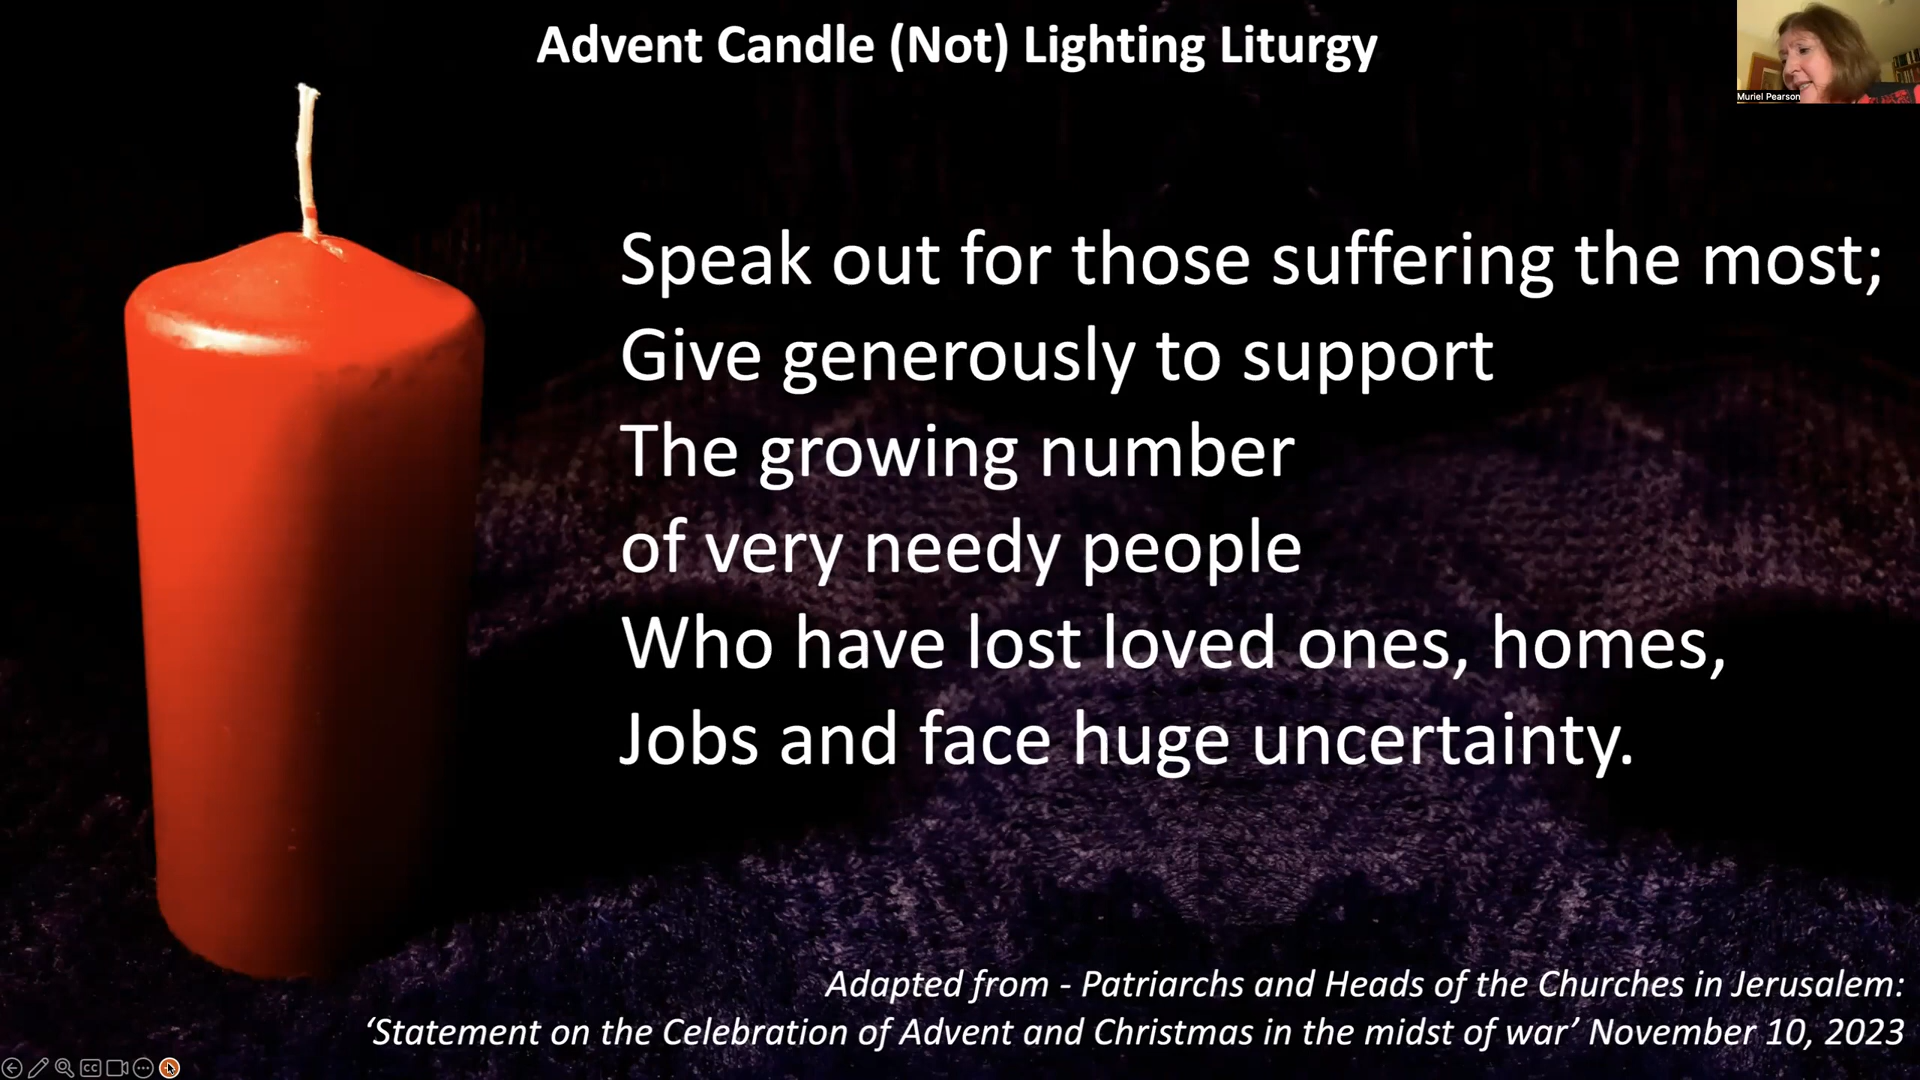 Advent Candle (Not) Lighting Liturgy
Muriel Pearson
Speak out for those suffering the most;
Give generously to support
The growing number
of very needy people
Who have lost loved ones, homes,
Jobs and face huge uncertainty.
Adapted from - Patriarchs and Heads of the Churches in Jerusalem:
‘Statement on the Celebration of Advent and Christmas in the midst of war’ November 10, 2023
CC